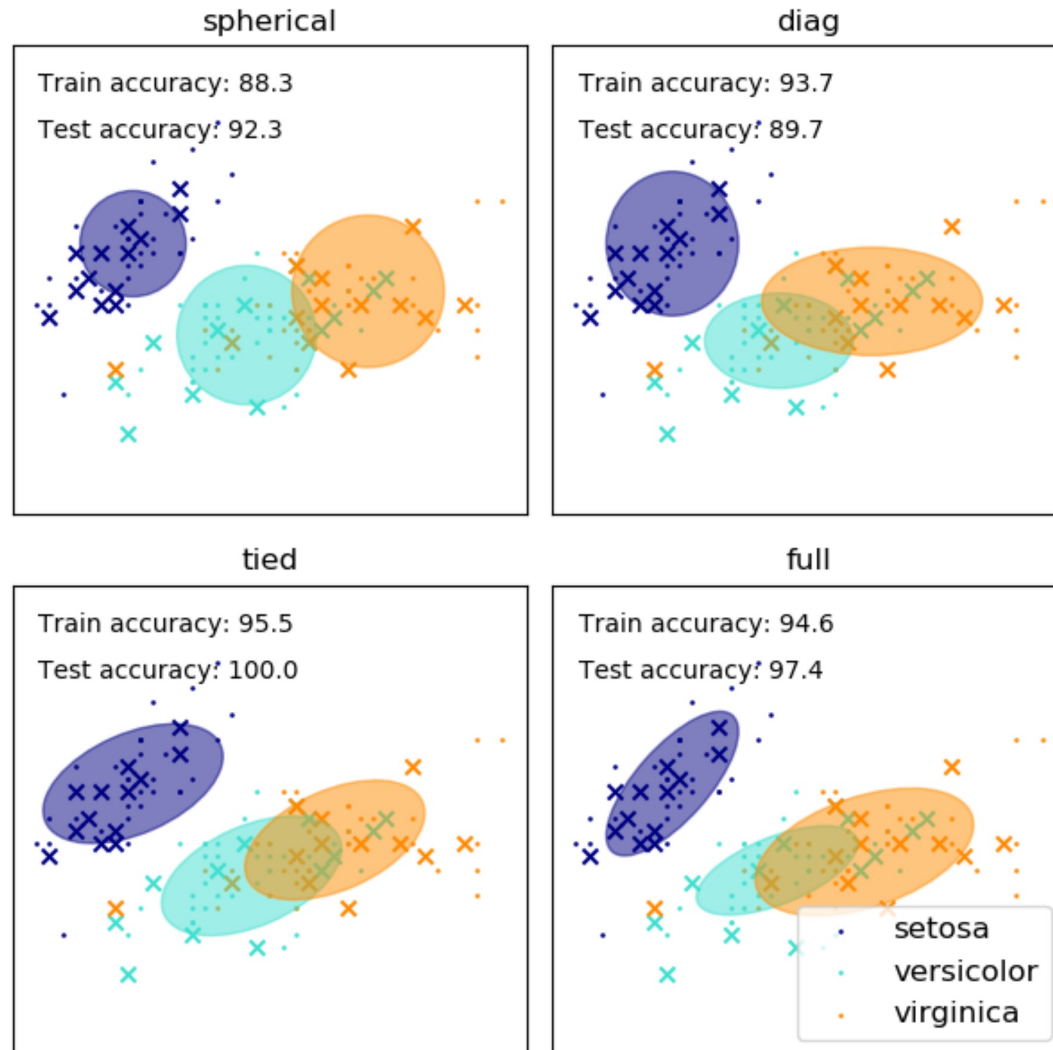 spherical
Train accuracy: 88.3
Test accuracy: 92.3
diag
Train accuracy: 93.7
Test accuracy: 89.7
tied
Train accuracy: 95.5
Test accuracy: 100.0
full
Train accuracy: 94.6
Test accuracy: 97.4
setosa
versicolor
virginica